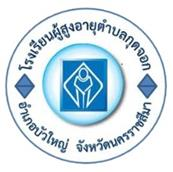 โรงเรียนผู้สูงอายุตำบลกุดจอก
อำเภอบัวใหญ่ จังหวัดนครราชสีมา